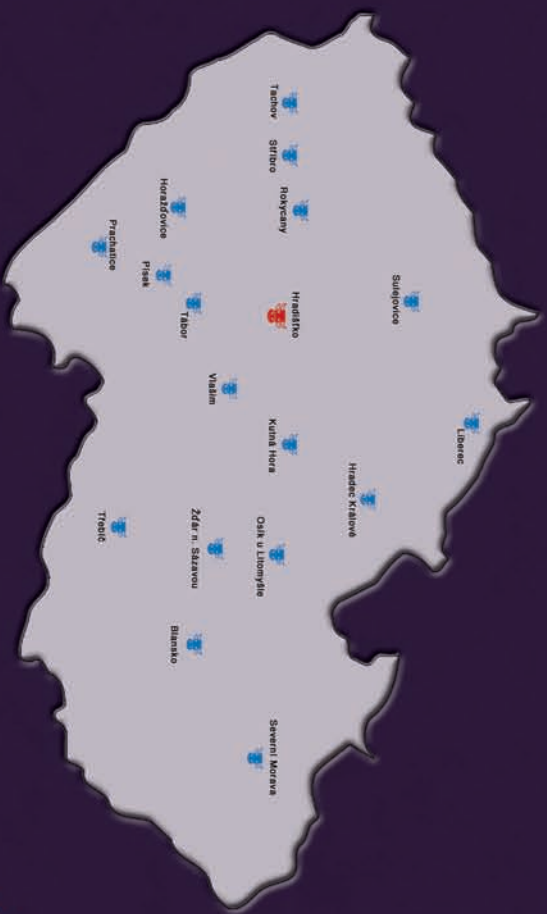 Liberec
Sulejovice
Hradec Králové
Rokycany
Tachov
Stříbro
Hradišťko
Kutná Hora
Osík u Litomyšle
Severní Morava
Vlašim
Žďár n. Sázavou
Tábor
Horažďovice
Písek
Blansko
Třebíč
Prachatice